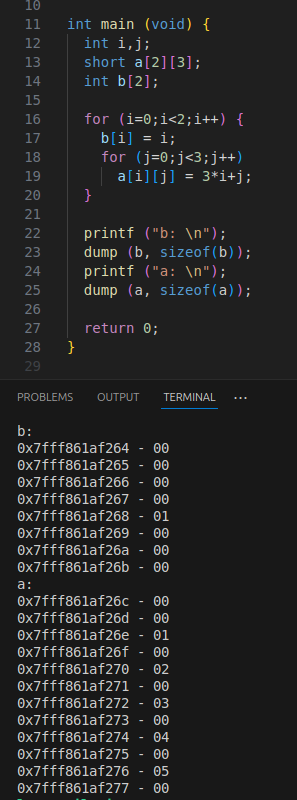 10
11 int main (void) {
12 int i,j;
13 short a[2][3];
14 int b[2];
15
16 for (i=0;i<2;i++) {
17 b[i] = i;
18 for (j=0;j<3;j++)
19 a[i][j] = 3*i+j;
20 }
21
22 printf ("b: \n");
23 dump (b, sizeof(b));
24 printf ("a: \n");
25 dump (a, sizeof(a));
26
27 return 0;
28 }
29
PROBLEMS OUTPUT TERMINAL ···
b:
0x7fff861af264 - 00
0x7fff861af265 - 00
0x7fff861af266 - 00
0x7fff861af267 - 00
0x7fff861af268 - 01
0x7fff861af269 - 00
0x7fff861af26a - 00
0x7fff861af26b - 00
a:
0x7fff861af26c - 00
0x7fff861af26d - 00
0x7fff861af26e - 01
0x7fff861af26f - 00
0x7fff861af270 - 02
0x7fff861af271 - 00
0x7fff861af272 - 03
0x7fff861af273 - 00
0x7fff861af274 - 04
0x7fff861af275 - 00
0x7fff861af276 - 05
0x7fff861af277 - 00